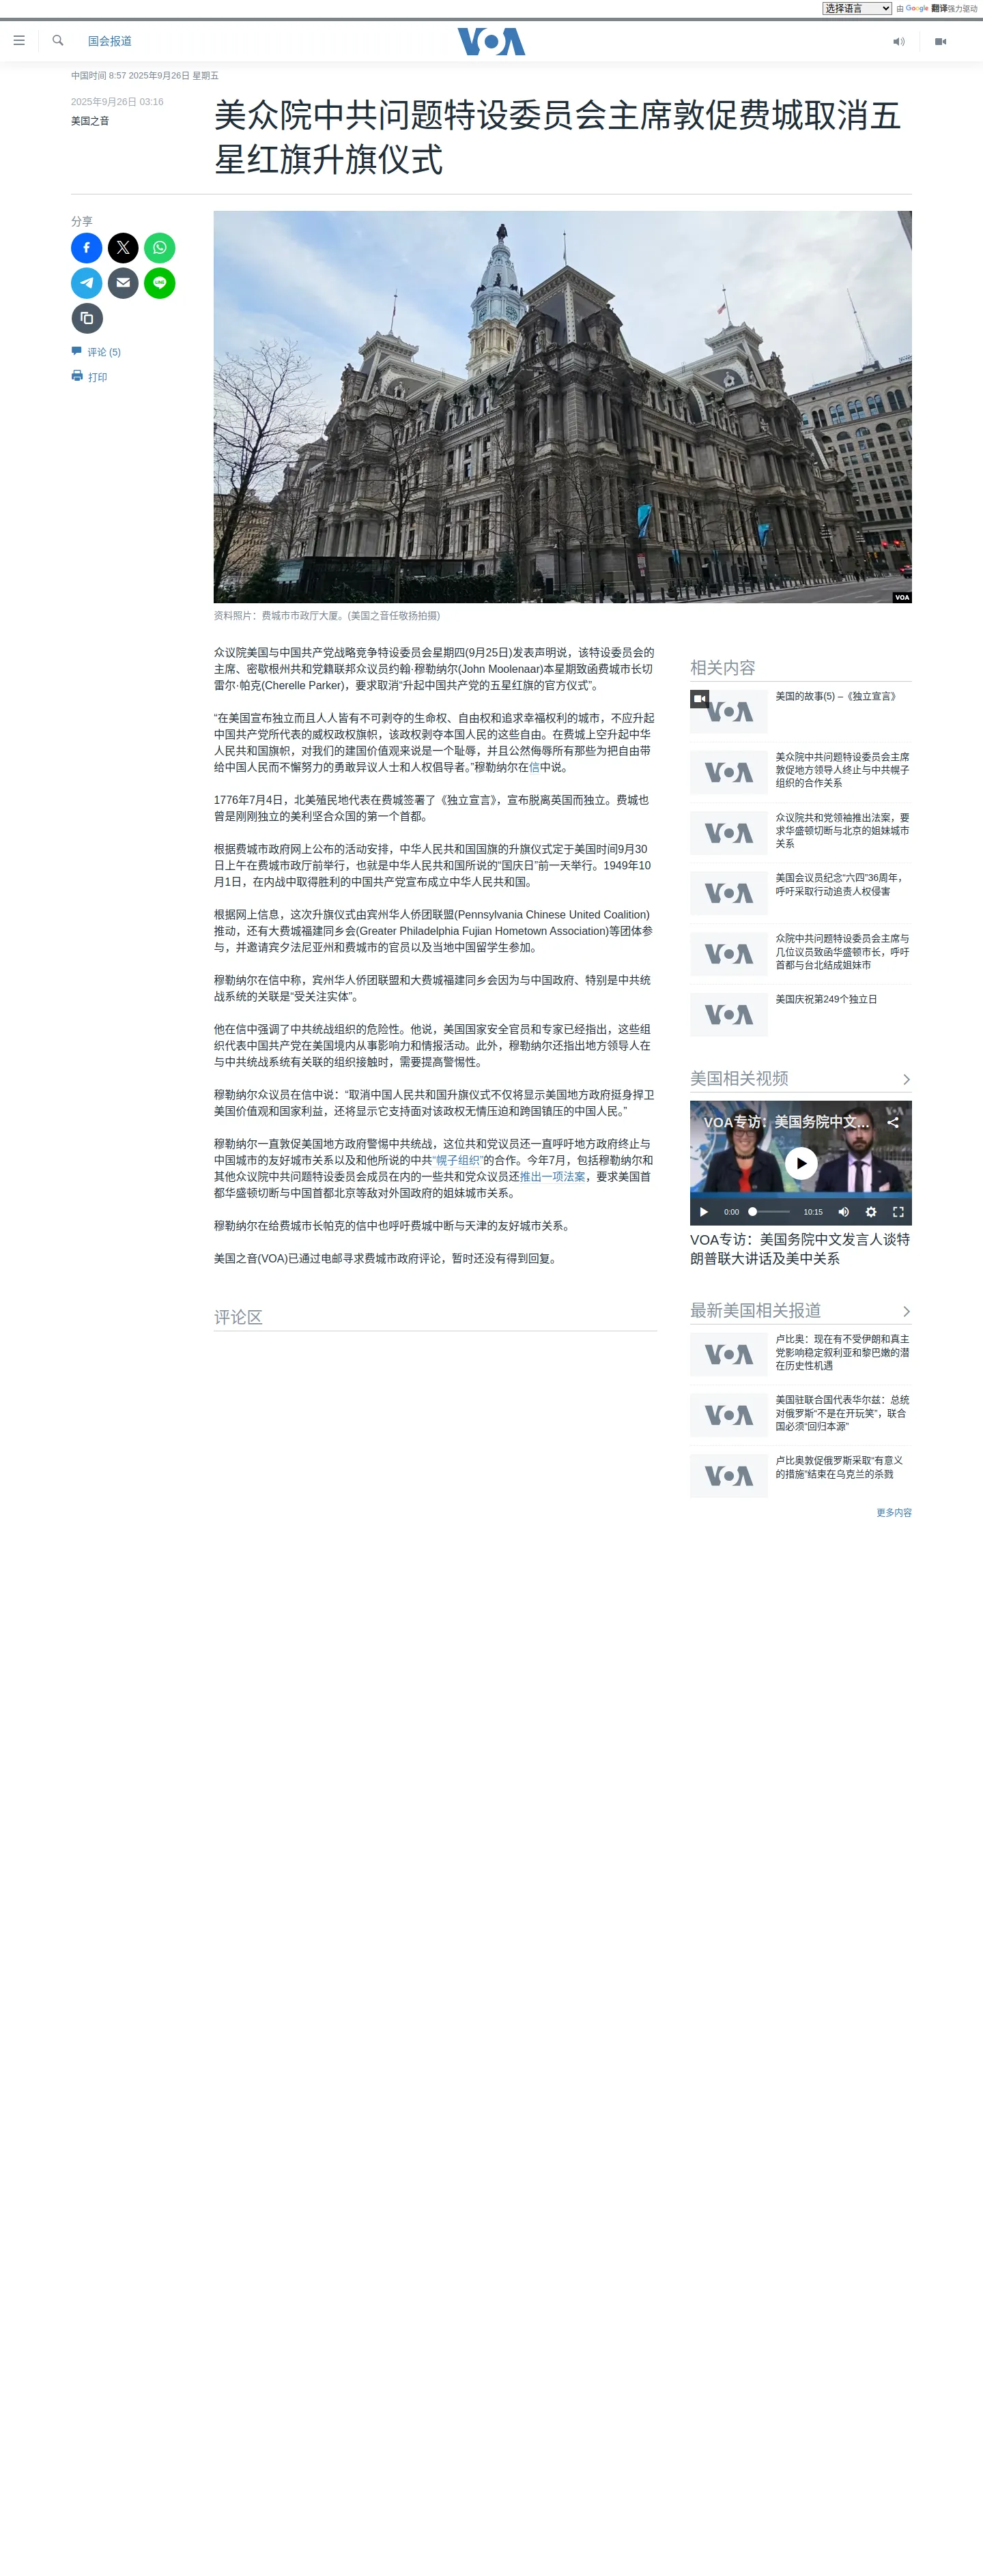 选择语言
由 Google 翻译强力驱动
国会报道
VOA
中国时间 8:57 2025年9月26日 星期五
2025年9月26日 03:16
美国之音
美众院中共问题特设委员会主席敦促费城取消五
星红旗升旗仪式
分享
LINE
评论 (5)
打印
VOA
资料照片：费城市市政厅大厦。(美国之音任敬扬拍摄)
众议院美国与中国共产党战略竞争特设委员会星期四(9月25日)发表声明说，该特设委员会的
主席、密歇根州共和党籍联邦众议员约翰·穆勒纳尔(John Moolenaar)本星期致函费城市长切
雷尔·帕克(Cherelle Parker)，要求取消“升起中国共产党的五星红旗的官方仪式”。
“在美国宣布独立而且人人皆有不可剥夺的生命权、自由权和追求幸福权利的城市，不应升起
中国共产党所代表的威权政权旗帜，该政权剥夺本国人民的这些自由。在费城上空升起中华
人民共和国旗帜，对我们的建国价值观来说是一个耻辱，并且公然侮辱所有那些为把自由带
给中国人民而不懈努力的勇敢异议人士和人权倡导者。”穆勒纳尔在信中说。
1776年7月4日，北美殖民地代表在费城签署了《独立宣言》，宣布脱离英国而独立。费城也
曾是刚刚独立的美利坚合众国的第一个首都。
根据费城市政府网上公布的活动安排，中华人民共和国国旗的升旗仪式定于美国时间9月30
日上午在费城市政厅前举行，也就是中华人民共和国所说的“国庆日”前一天举行。1949年10
月1日，在内战中取得胜利的中国共产党宣布成立中华人民共和国。
根据网上信息，这次升旗仪式由宾州华人侨团联盟(Pennsylvania Chinese United Coalition)
推动，还有大费城福建同乡会(Greater Philadelphia Fujian Hometown Association)等团体参
与，并邀请宾夕法尼亚州和费城市的官员以及当地中国留学生参加。
穆勒纳尔在信中称，宾州华人侨团联盟和大费城福建同乡会因为与中国政府、特别是中共统
战系统的关联是“受关注实体”。
他在信中强调了中共统战组织的危险性。他说，美国国家安全官员和专家已经指出，这些组
织代表中国共产党在美国境内从事影响力和情报活动。此外，穆勒纳尔还指出地方领导人在
与中共统战系统有关联的组织接触时，需要提高警惕性。
穆勒纳尔众议员在信中说：“取消中国人民共和国升旗仪式不仅将显示美国地方政府挺身捍卫
美国价值观和国家利益，还将显示它支持面对该政权无情压迫和跨国镇压的中国人民。”
穆勒纳尔一直敦促美国地方政府警惕中共统战，这位共和党议员还一直呼吁地方政府终止与
中国城市的友好城市关系以及和他所说的中共“幌子组织”的合作。今年7月，包括穆勒纳尔和
其他众议院中共问题特设委员会成员在内的一些共和党众议员还推出一项法案，要求美国首
都华盛顿切断与中国首都北京等敌对外国政府的姐妹城市关系。
穆勒纳尔在给费城市长帕克的信中也呼吁费城中断与天津的友好城市关系。
美国之音(VOA)已通过电邮寻求费城市政府评论，暂时还没有得到回复。
评论区
相关内容
VOA
美国的故事(5) –《独立宣言》
VOA
美众院中共问题特设委员会主席
敦促地方领导人终止与中共幌子
组织的合作关系
VOA
众议院共和党领袖推出法案，要
求华盛顿切断与北京的姐妹城市
关系
VOA
美国会议员纪念“六四”36周年，
呼吁采取行动追责人权侵害
VOA
众院中共问题特设委员会主席与
几位议员致函华盛顿市长，呼吁
首都与台北结成姐妹市
VOA
美国庆祝第249个独立日
美国相关视频
VOA专访：美国务院中文...
VOA
0:00
10:15
VOA专访：美国务院中文发言人谈特
朗普联大讲话及美中关系
最新美国相关报道
VOA
卢比奥：现在有不受伊朗和真主
党影响稳定叙利亚和黎巴嫩的潜
在历史性机遇
VOA
美国驻联合国代表华尔兹：总统
对俄罗斯“不是在开玩笑”，联合
国必须“回归本源”
VOA
卢比奥敦促俄罗斯采取“有意义
的措施”结束在乌克兰的杀戮
更多内容